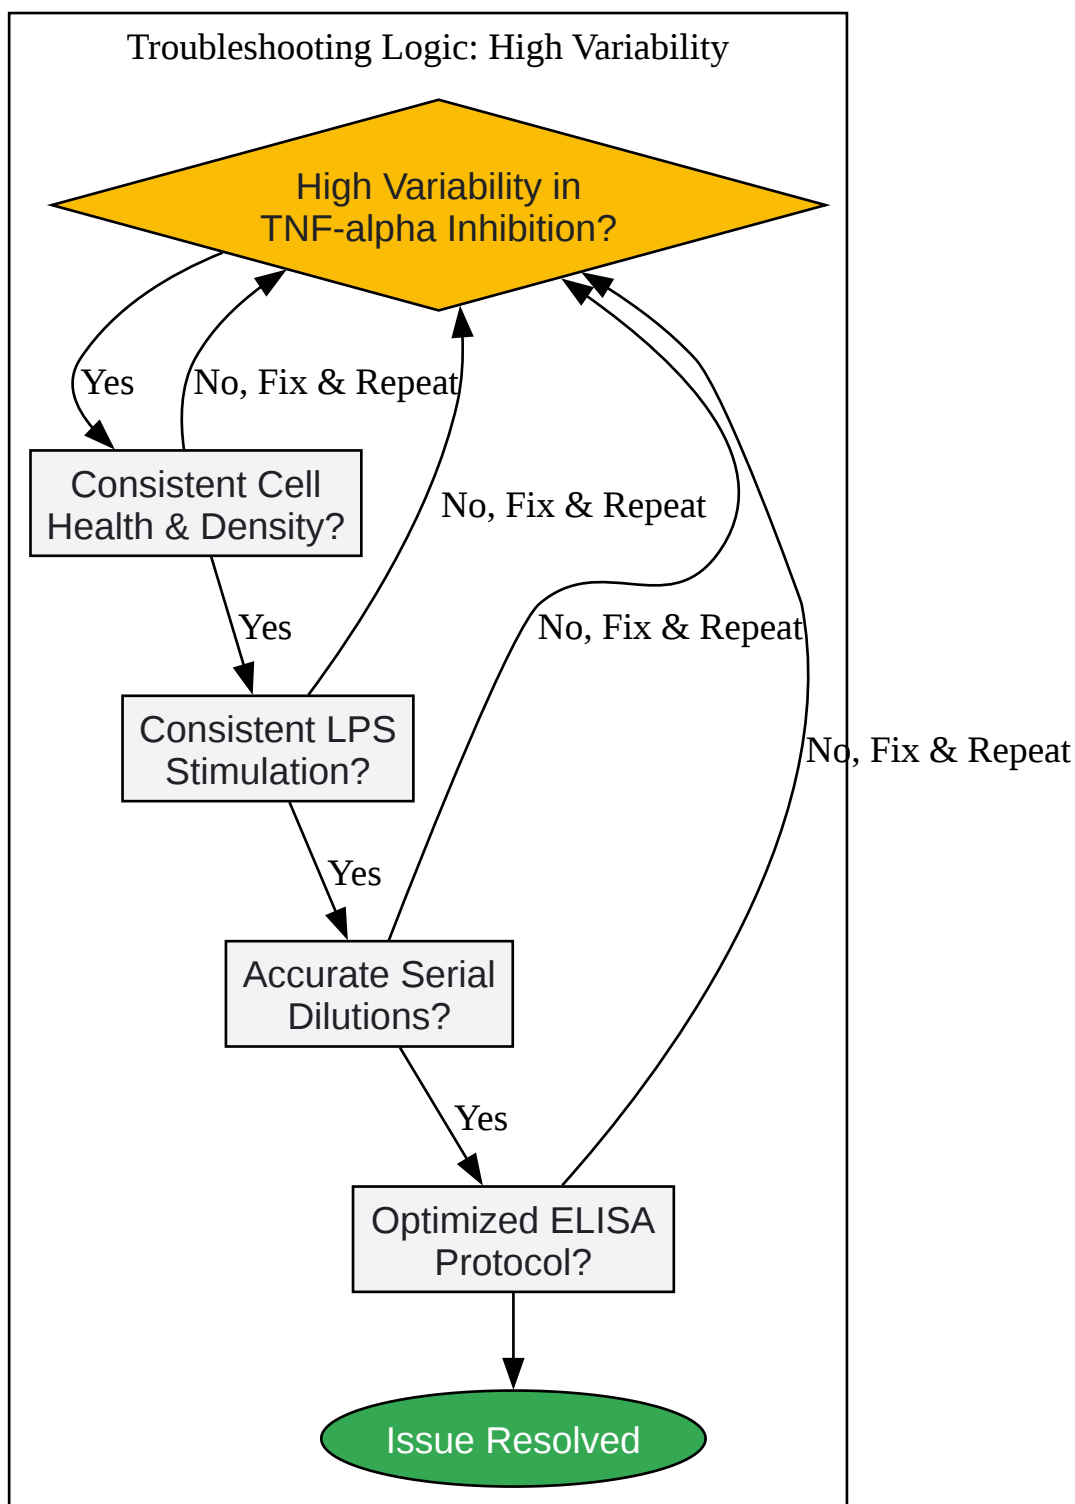 Troubleshooting Logic: High Variability
High Variability in
TNF-alpha Inhibition?
Yes
No, Fix & Repeat
Consistent Cell
Health & Density?
No, Fix & Repeat
Yes
No, Fix & Repeat
Consistent LPS
Stimulation?
No, Fix & Repeat
Yes
Accurate Serial
Dilutions?
Yes
Optimized ELISA
Protocol?
Issue Resolved